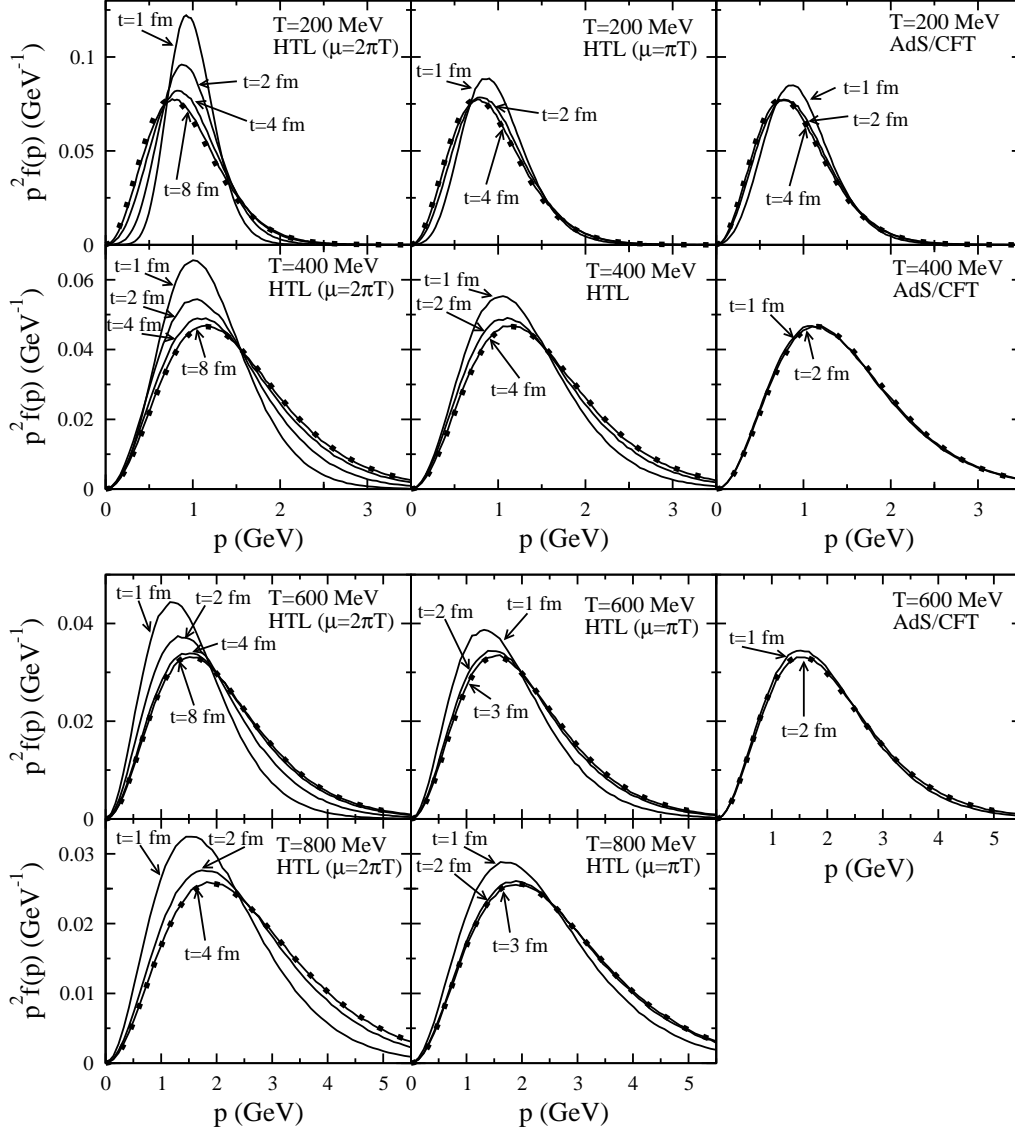 T=200 MeV
HTL (μ=2πT)
t=1 fm
t=2 fm
t=4 fm
t=8 fm
0.1
0.05
0
p²f(p) (GeV⁻¹)
T=200 MeV
HTL (μ=πT)
t=1 fm
t=2 fm
t=4 fm
T=200 MeV
AdS/CFT
t=1 fm
t=2 fm
t=4 fm
T=400 MeV
HTL (μ=2πT)
t=1 fm
t=2 fm
t=4 fm
t=8 fm
0.06
0.04
0.02
0
p²f(p) (GeV⁻¹)
0 1 2 3
p (GeV)
T=400 MeV
HTL
t=1 fm
t=2 fm
t=4 fm
0 1 2 3
p (GeV)
T=400 MeV
AdS/CFT
t=1 fm
t=2 fm
0 1 2 3
p (GeV)
T=600 MeV
HTL (μ=2πT)
t=1 fm
t=2 fm
t=4 fm
t=8 fm
0.04
0.02
0
p²f(p) (GeV⁻¹)
T=600 MeV
HTL (μ=πT)
t=2 fm
t=1 fm
t=3 fm
T=600 MeV
AdS/CFT
t=1 fm
t=2 fm
1 2 3 4 5
p (GeV)
T=800 MeV
HTL (μ=2πT)
t=1 fm
t=2 fm
t=4 fm
0.03
0.02
0.01
0
p²f(p) (GeV⁻¹)
0 1 2 3 4 5
p (GeV)
T=800 MeV
HTL (μ=πT)
t=1 fm
t=2 fm
t=3 fm
0 1 2 3 4 5
p (GeV)